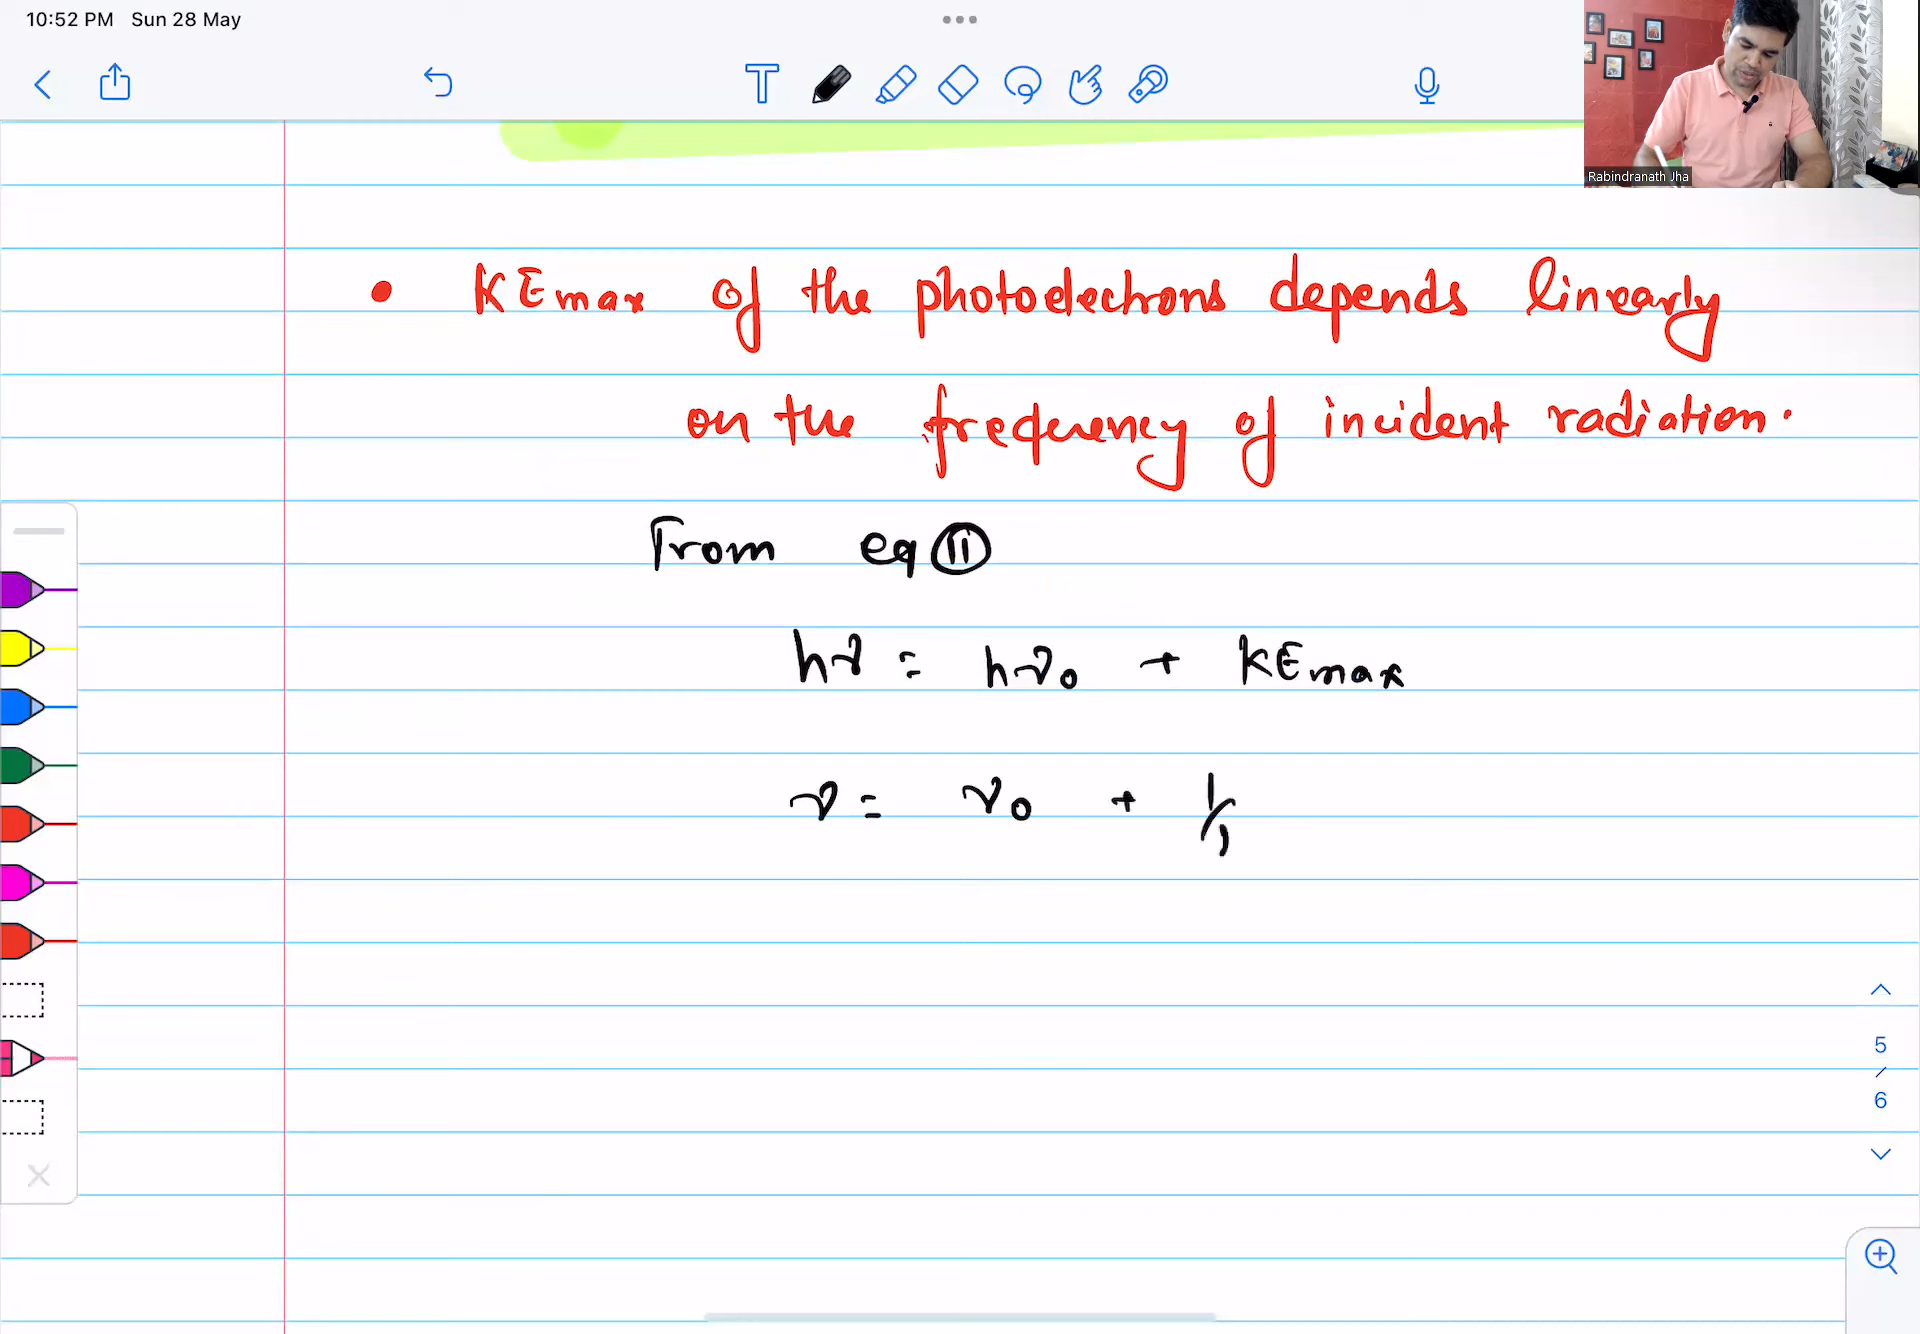 10:52 PM Sun 28 May
Rabindranath Jha
• KEmax of the photoelectrons depends linearly
on the frequency of incident radiation.
From eq (ii)
hν = hν₀ + KEmax
ν = ν₀ + 1/
5
/
6